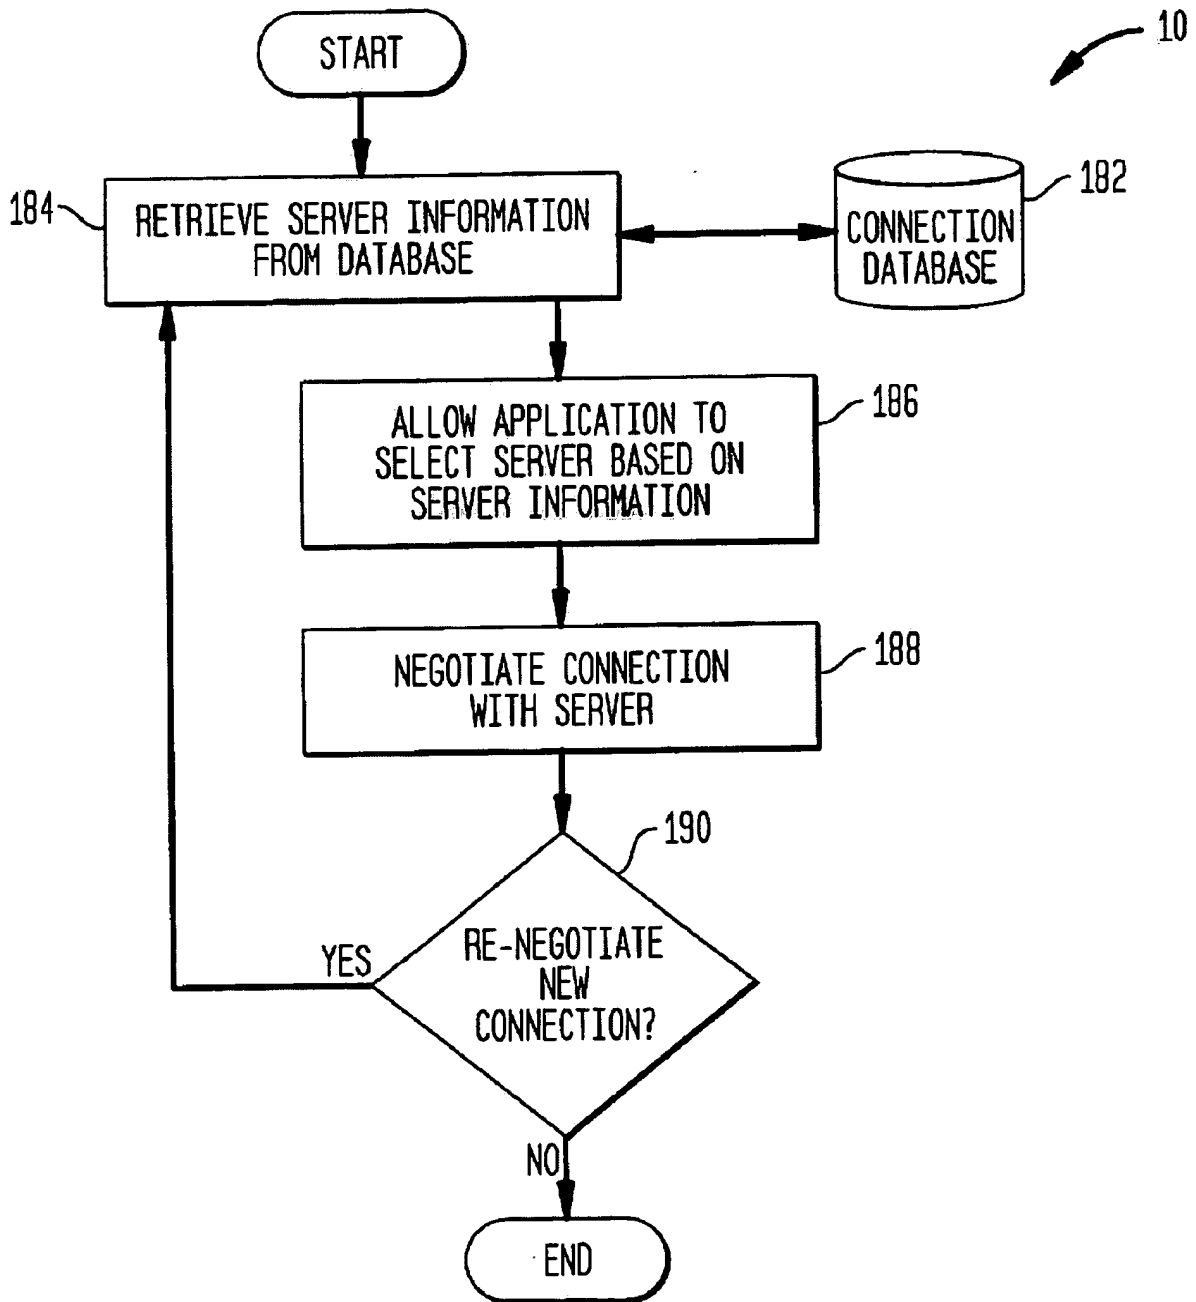 START
10
184
RETRIEVE SERVER INFORMATION
FROM DATABASE
182
CONNECTION
DATABASE
186
ALLOW APPLICATION TO
SELECT SERVER BASED ON
SERVER INFORMATION
188
NEGOTIATE CONNECTION
WITH SERVER
190
YES
RE-NEGOTIATE
NEW
CONNECTION?
NO
END